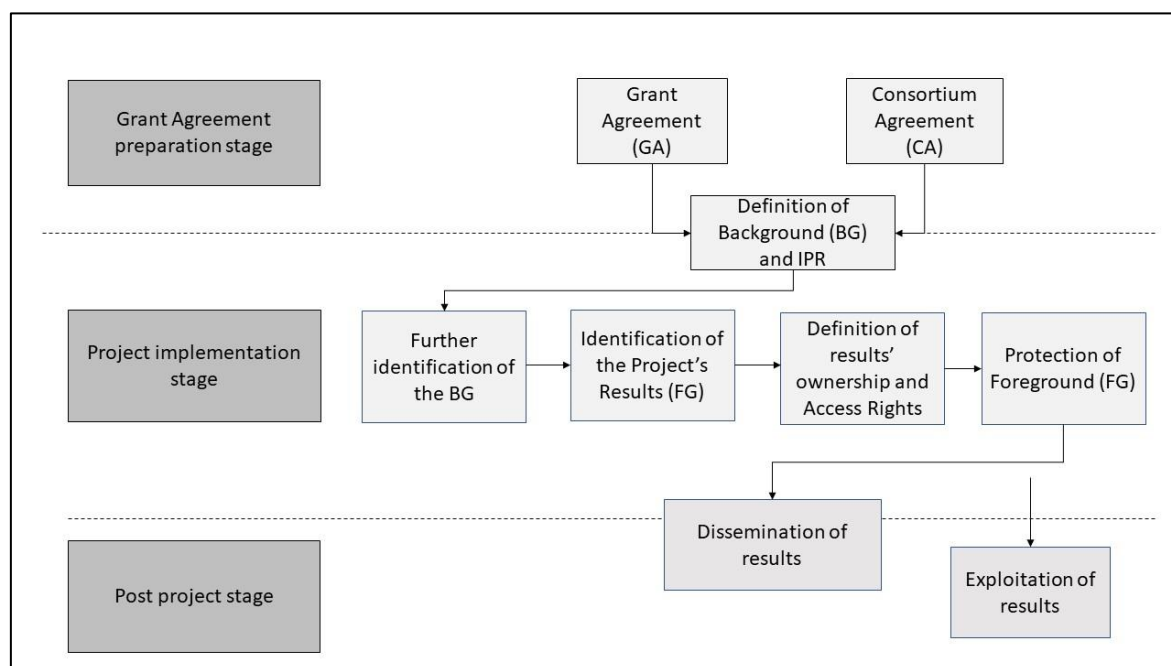 Grant Agreement
preparation stage
Grant
Agreement
(GA)
Consortium
Agreement
(CA)
Definition of
Background (BG)
and IPR
Project implementation
stage
Further
identification of
the BG
Identification of
the Project's
Results (FG)
Definition of
results'
ownership and
Access Rights
Protection of
Foreground (FG)
Post project stage
Dissemination of
results
Exploitation of
results